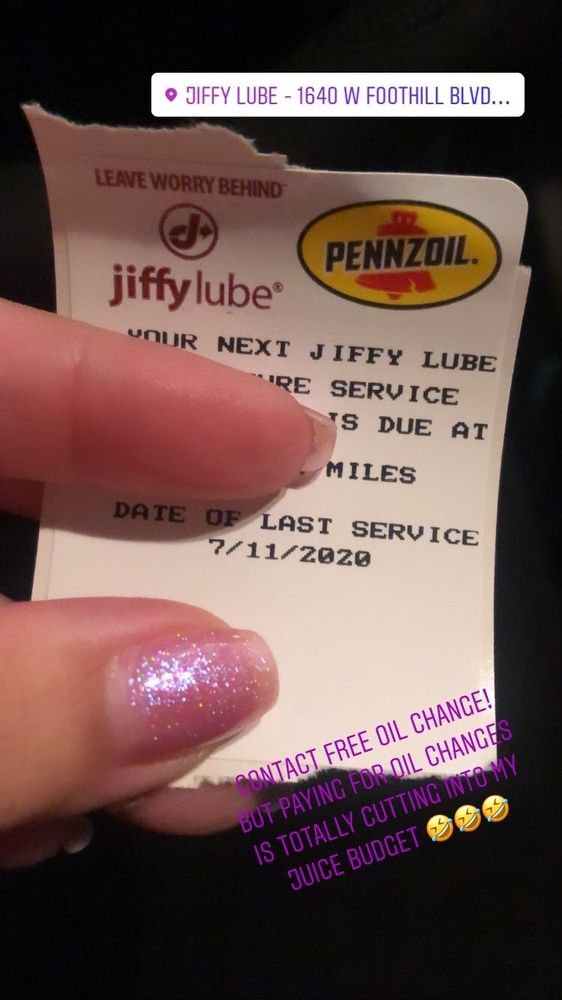 JIFFY LUBE - 1640 W FOOTHILL BLVD...
LEAVE WORRY BEHIND
jiffy lube®
PENNZOIL.
YOUR NEXT JIFFY LUBE
SERVICE
IS DUE AT
MILES
DATE OF LAST SERVICE
7/11/2020
CONTACT FREE OIL CHANGE!
BUT PAYING FOR OIL CHANGES
IS TOTALLY CUTTING INTO MY
JUICE BUDGET 🤣🤣🤣